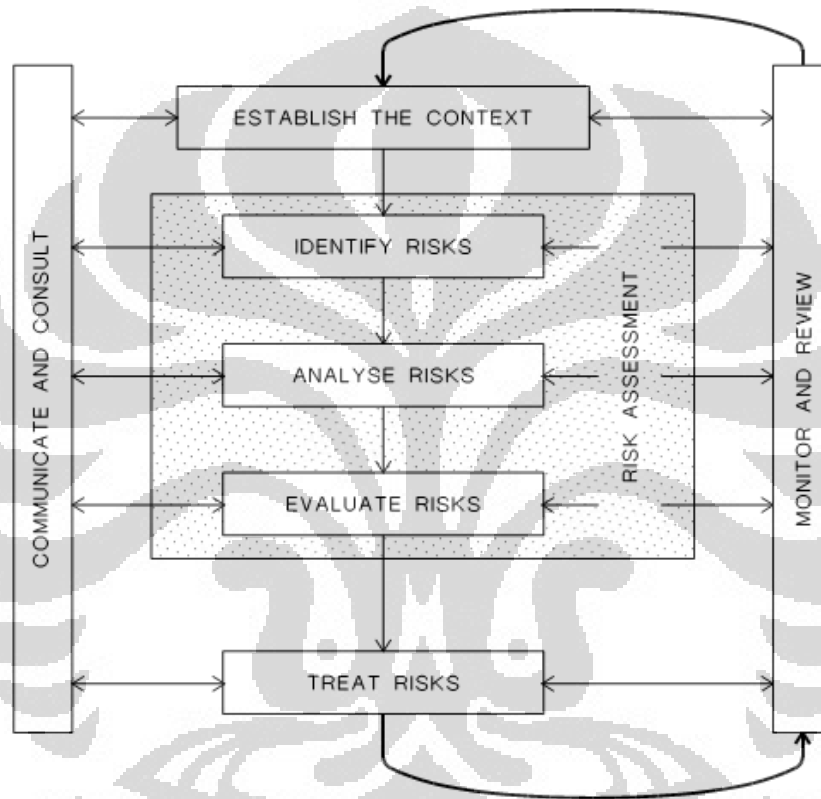 ESTABLISH THE CONTEXT
COMMUNICATE AND CONSULT
IDENTIFY RISKS
ANALYSE RISKS
EVALUATE RISKS
RISK ASSESSMENT
MONITOR AND REVIEW
TREAT RISKS